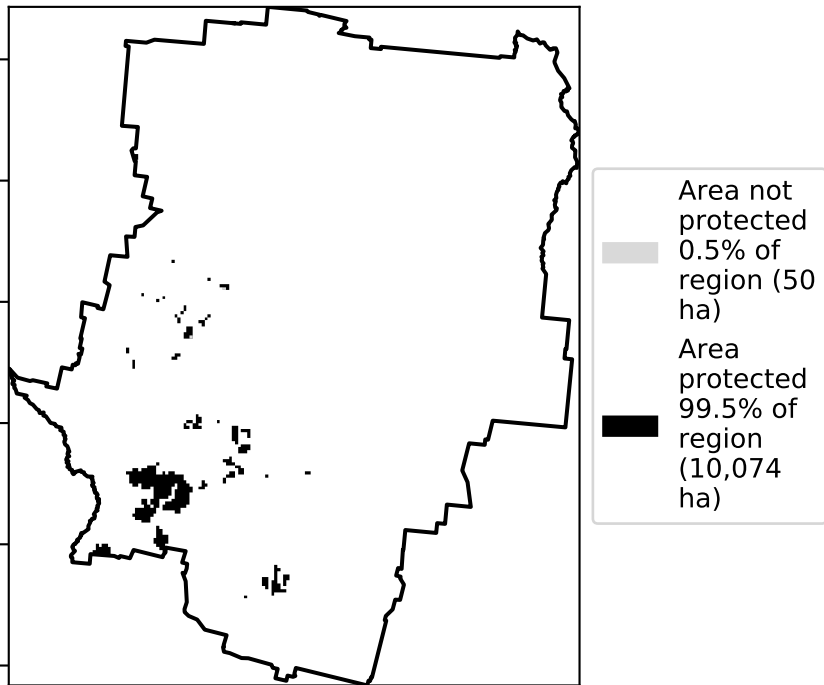 Area not
protected
0.5% of
region (50
ha)
Area
protected
99.5% of
region
(10,074
ha)